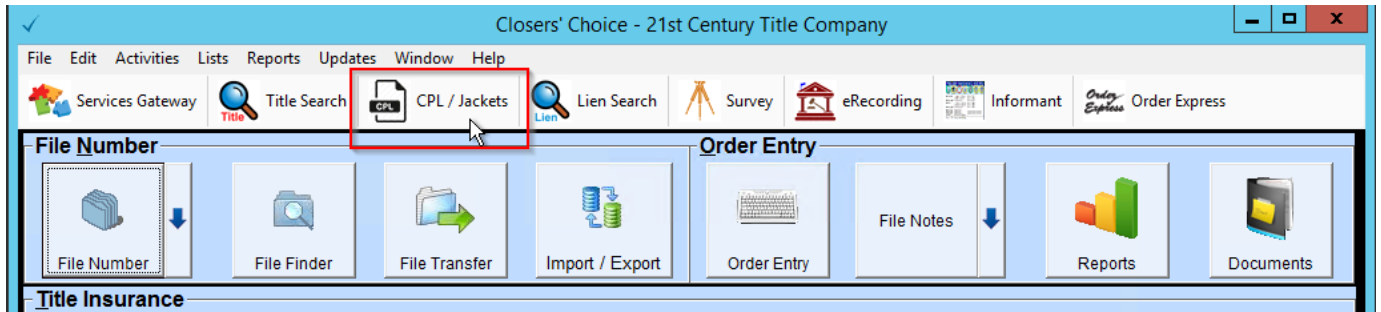 Closers' Choice - 21st Century Title Company
File Edit Activities Lists Reports Updates Window Help
Services Gateway Title Title Search CPL CPL / Jackets Lien Lien Search Survey eRecording Informant Order Express Order Express
File Number Order Entry
File Notes
File Number File Finder File Transfer Import / Export Order Entry Reports Documents
Title Insurance